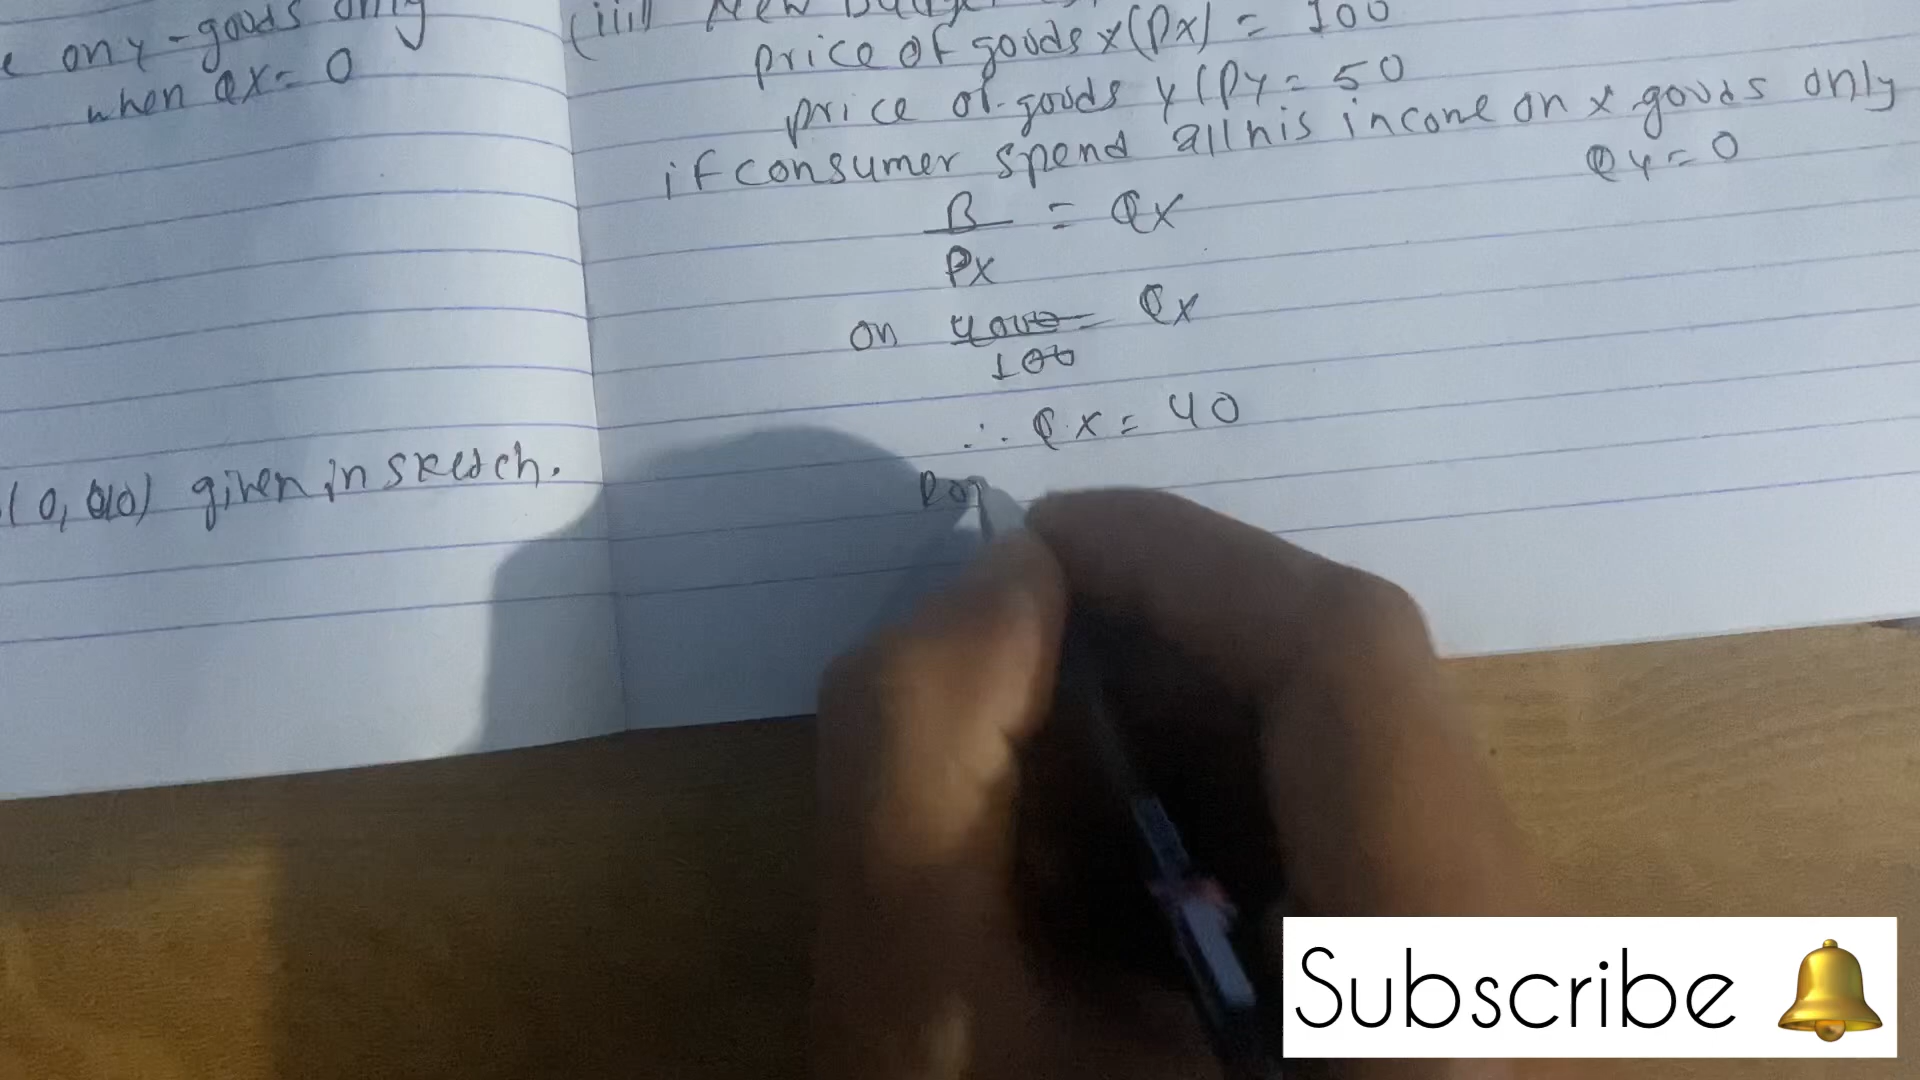 e on y-goods only
when Qx= 0
(0, 60) given in sketch.
(iii) New Budge
price of goods x(Px) = 100
price of goods y (Py = 50
if consumer spend all his income on x goods only
Qy = 0
B = Qx
Px
on 4000 = Qx
100
∴ Qx = 40
Subscribe